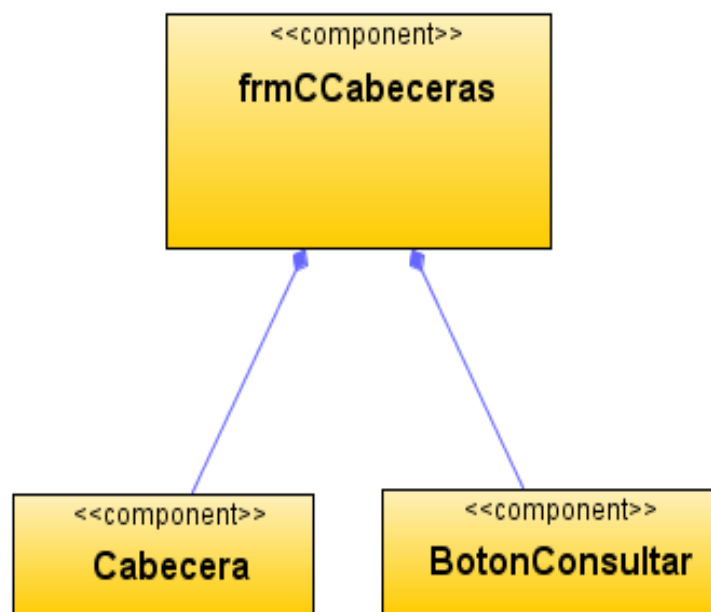 <<component>>
frmCCabeceras
<<component>>
Cabecera
<<component>>
BotonConsultar